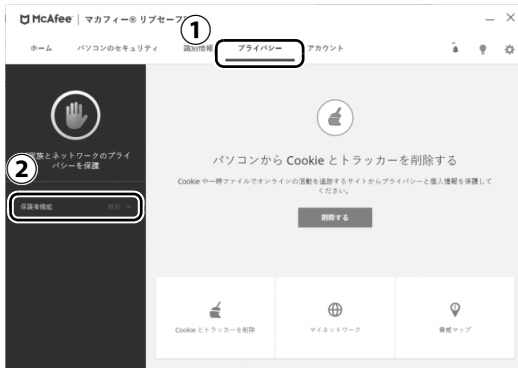 McAfee | マカフィー® リブセーフ
①
ホーム パソコンのセキュリティ 識別情報 プライバシー アカウント
②
家族とネットワークのプライ
バシーを保護
保護者機能
パソコンから Cookie とトラッカーを削除する
Cookie や一時ファイルでオンラインの活動を追跡するサイトからプライバシーと個人情報を保護して
ください。
削除する
Cookie とトラッカーを削除
マイネットワーク
脅威マップ